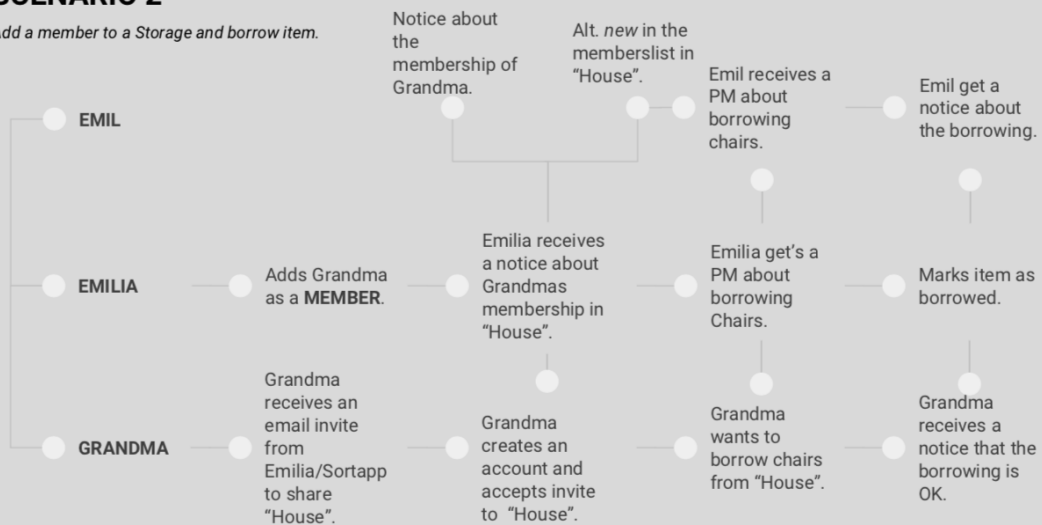 SCENARIO 2
Add a member to a Storage and borrow item.
Notice about
the
membership of
Grandma.
Alt. new in the
memberslist in
“House”.
Emil receives a
PM about
borrowing
chairs.
Emil get a
notice about
the borrowing.
EMIL
EMILIA
Adds Grandma
as a MEMBER.
Emilia receives
a notice about
Grandmas
membership in
“House”.
Emilia get’s a
PM about
borrowing
Chairs.
Marks item as
borrowed.
GRANDMA
Grandma
receives an
email invite
from
Emilia/Sortapp
to share
“House”.
Grandma
creates an
account and
accepts invite
to “House”.
Grandma
wants to
borrow chairs
from “House”.
Grandma
receives a
notice that the
borrowing is
OK.